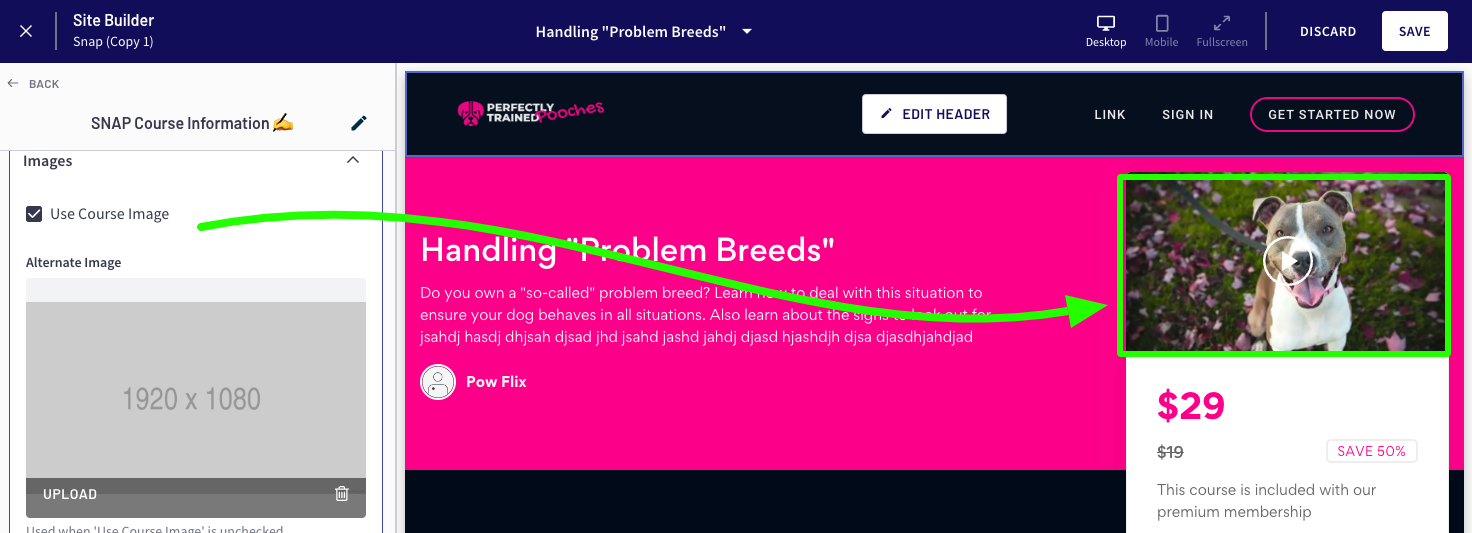 Site Builder
Snap (Copy 1)
Handling "Problem Breeds"
Desktop
Mobile
Fullscreen
DISCARD
SAVE
BACK
SNAP Course Information ✍️
Images
Use Course Image
Alternate Image
1920 x 1080
UPLOAD
Used when 'Use Course Image' is unchecked
PERFECTLY
TRAINED Pooches
EDIT HEADER
LINK
SIGN IN
GET STARTED NOW
Handling "Problem Breeds"
Do you own a "so-called" problem breed? Learn how to deal with this situation to
ensure your dog behaves in all situations. Also learn about the signs to look out for
jsahdj hasdj dhjsah djsad jhd jsahd jashd jahdj djasd hjashdjh djsa djasdhjahdjad
Pow Flix
$29
$19
SAVE 50%
This course is included with our
premium membership